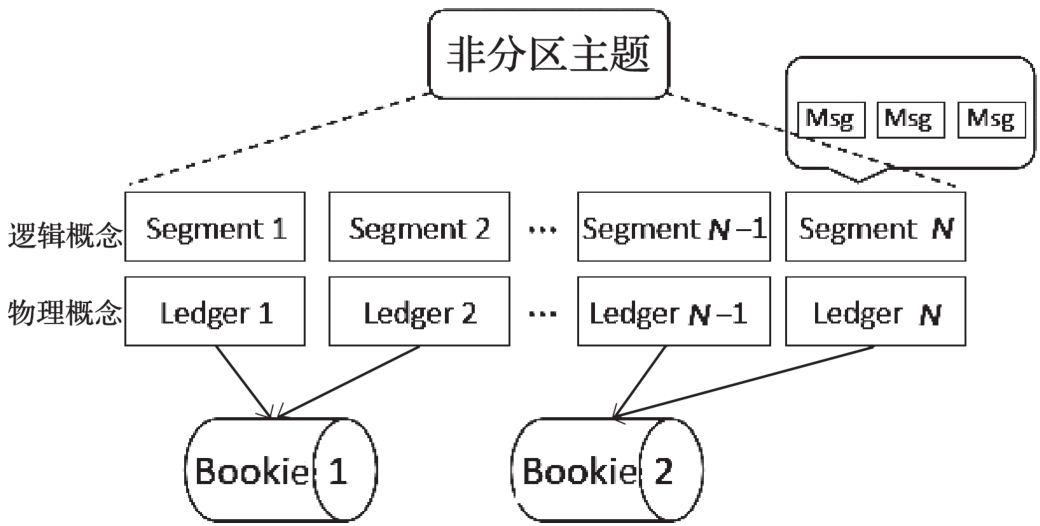 非分区主题
Msg Msg Msg
逻辑概念 Segment 1 Segment 2 ... Segment N–1 Segment N
物理概念 Ledger 1 Ledger 2 ... Ledger N–1 Ledger N
Bookie 1 Bookie 2